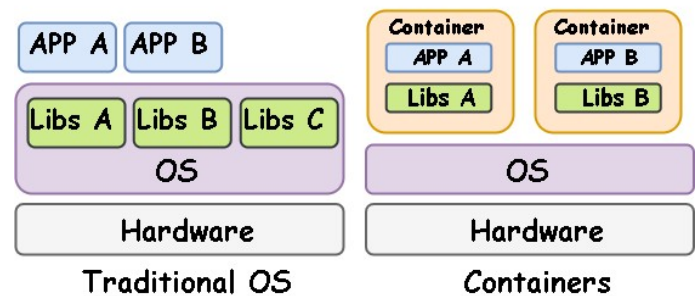 APP A
APP B
Libs A
Libs B
Libs C
OS
Hardware
Traditional OS
Container
APP A
Libs A
Container
APP B
Libs B
OS
Hardware
Containers